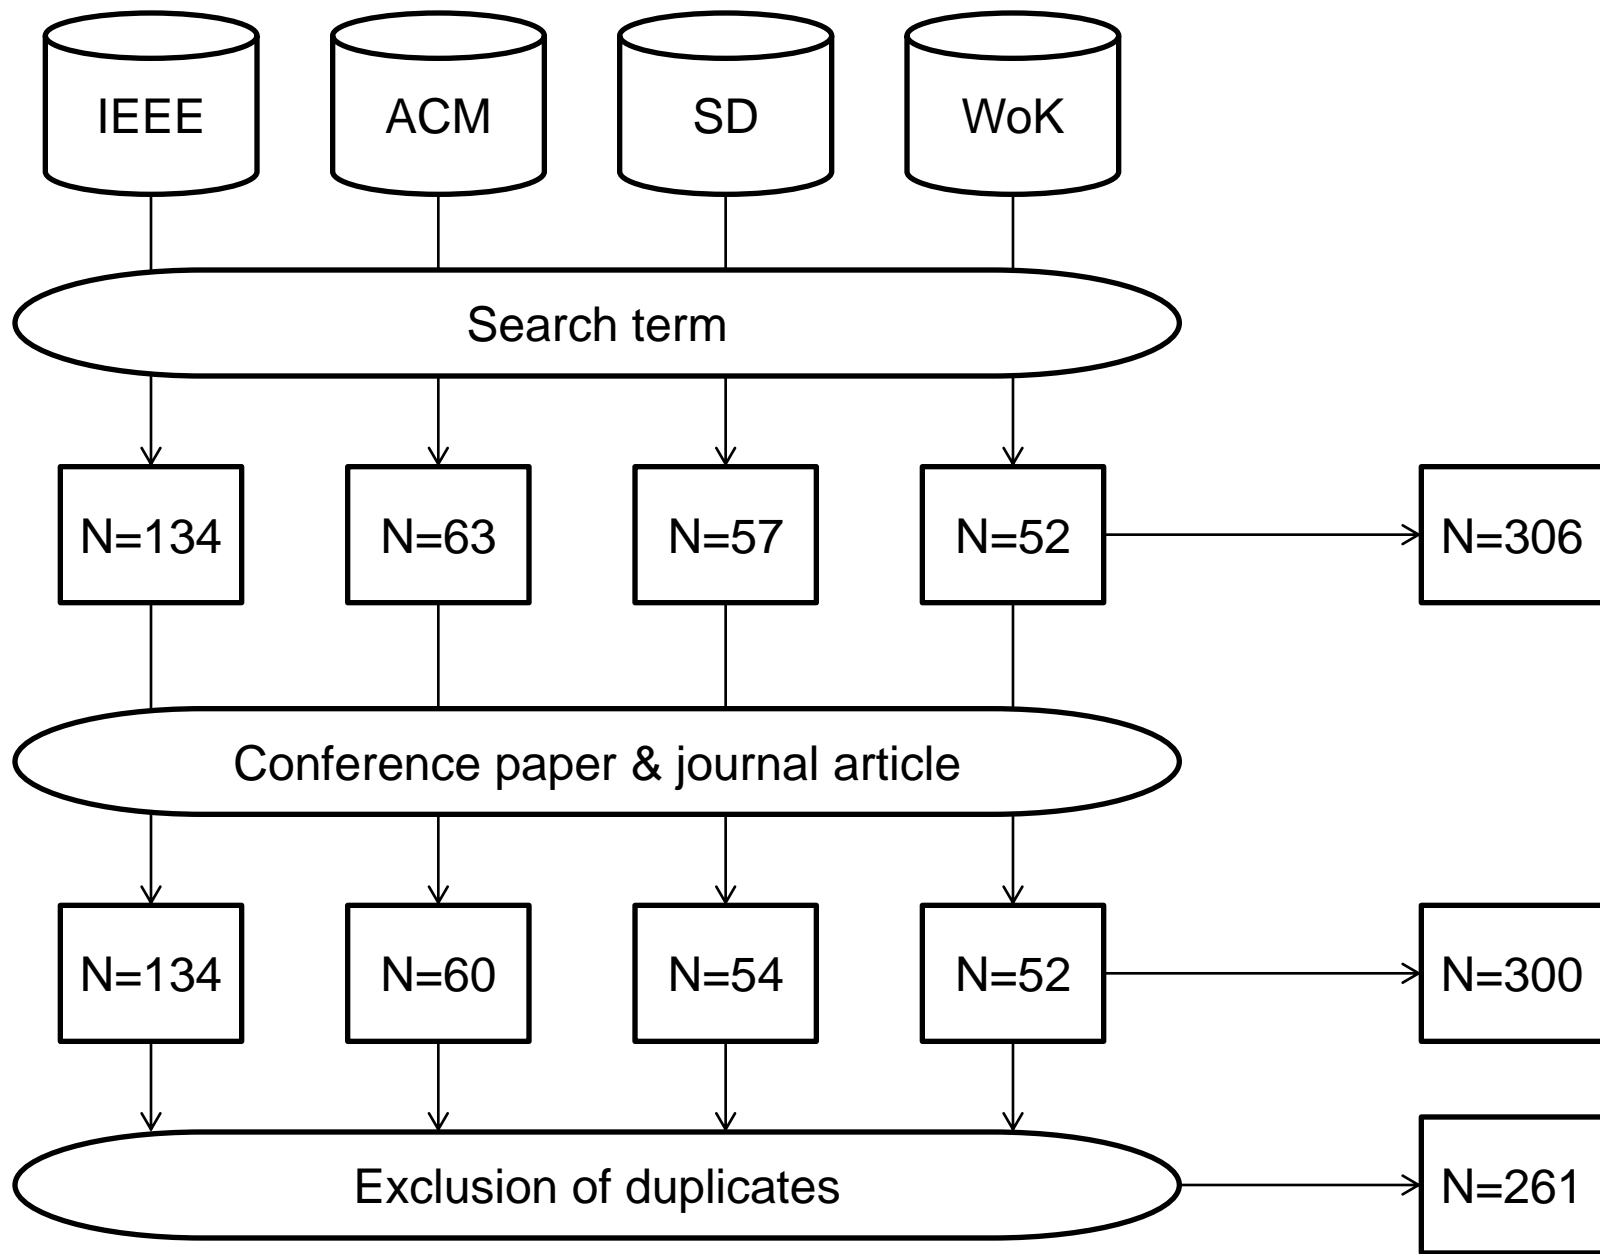 IEEE
ACM
SD
WoK
Search term
N=134
N=63
N=57
N=52
N=306
Conference paper & journal article
N=134
N=60
N=54
N=52
N=300
Exclusion of duplicates
N=261